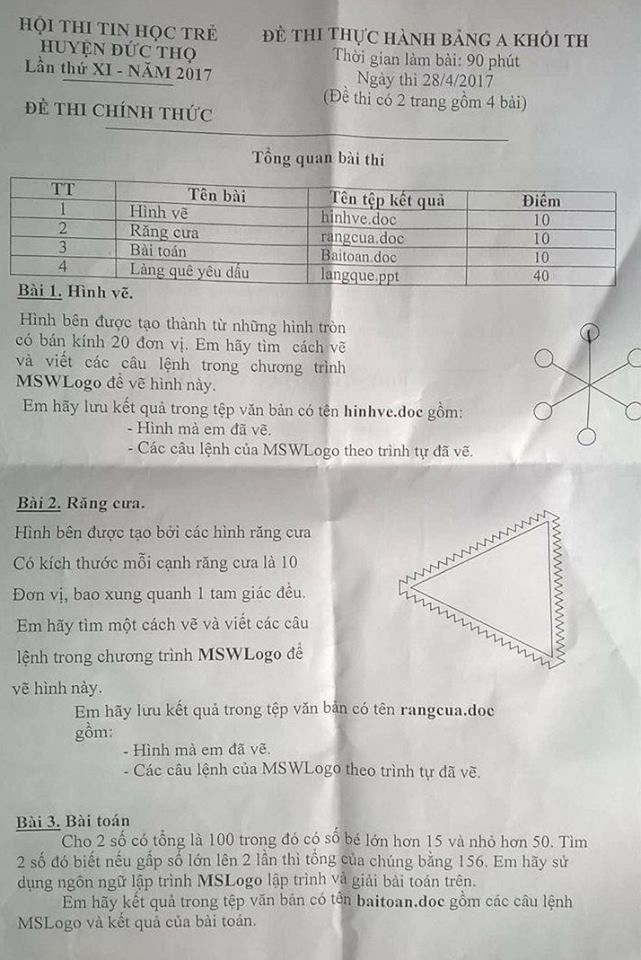 HỘI THI TIN HỌC TRẺ
HUYỆN ĐỨC THỌ
Lần thứ XI - NĂM 2017
ĐỀ THI CHÍNH THỨC
ĐỀ THI THỰC HÀNH BẢNG A KHỐI TH
Thời gian làm bài: 90 phút
Ngày thi 28/4/2017
(Đề thi có 2 trang gồm 4 bài)
Tổng quan bài thi
TT Tên bài Tên tệp kết quả Điểm
1 Hình vẽ hinhve.doc 10
2 Răng cưa rangcua.doc 10
3 Bài toán Baitoan.doc 10
4 Làng quê yêu dấu langque.ppt 40
Bài 1. Hình vẽ.
Hình bên được tạo thành từ những hình tròn
có bán kính 20 đơn vị. Em hãy tìm cách vẽ
và viết các câu lệnh trong chương trình
MSWLogo để vẽ hình này.
Em hãy lưu kết quả trong tệp văn bản có tên hinhve.doc gồm:
- Hình mà em đã vẽ.
- Các câu lệnh của MSWLogo theo trình tự đã vẽ.
Bài 2. Răng cưa.
Hình bên được tạo bởi các hình răng cưa
Có kích thước mỗi cạnh răng cưa là 10
Đơn vị, bao xung quanh 1 tam giác đều.
Em hãy tìm một cách vẽ và viết các câu
lệnh trong chương trình MSWLogo để
vẽ hình này.
Em hãy lưu kết quả trong tệp văn bản có tên rangcua.doc
gồm:
- Hình mà em đã vẽ.
- Các câu lệnh của MSWLogo theo trình tự đã vẽ.
Bài 3. Bài toán
Cho 2 số có tổng là 100 trong đó có số bé lớn hơn 15 và nhỏ hơn 50. Tìm
2 số đó biết nếu gấp số lớn lên 2 lần thì tổng của chúng bằng 156. Em hãy sử
dụng ngôn ngữ lập trình MSLogo lập trình và giải bài toán trên.
Em hãy kết quả trong tệp văn bản có tên baitoan.doc gồm các câu lệnh
MSLogo và kết quả của bài toán.